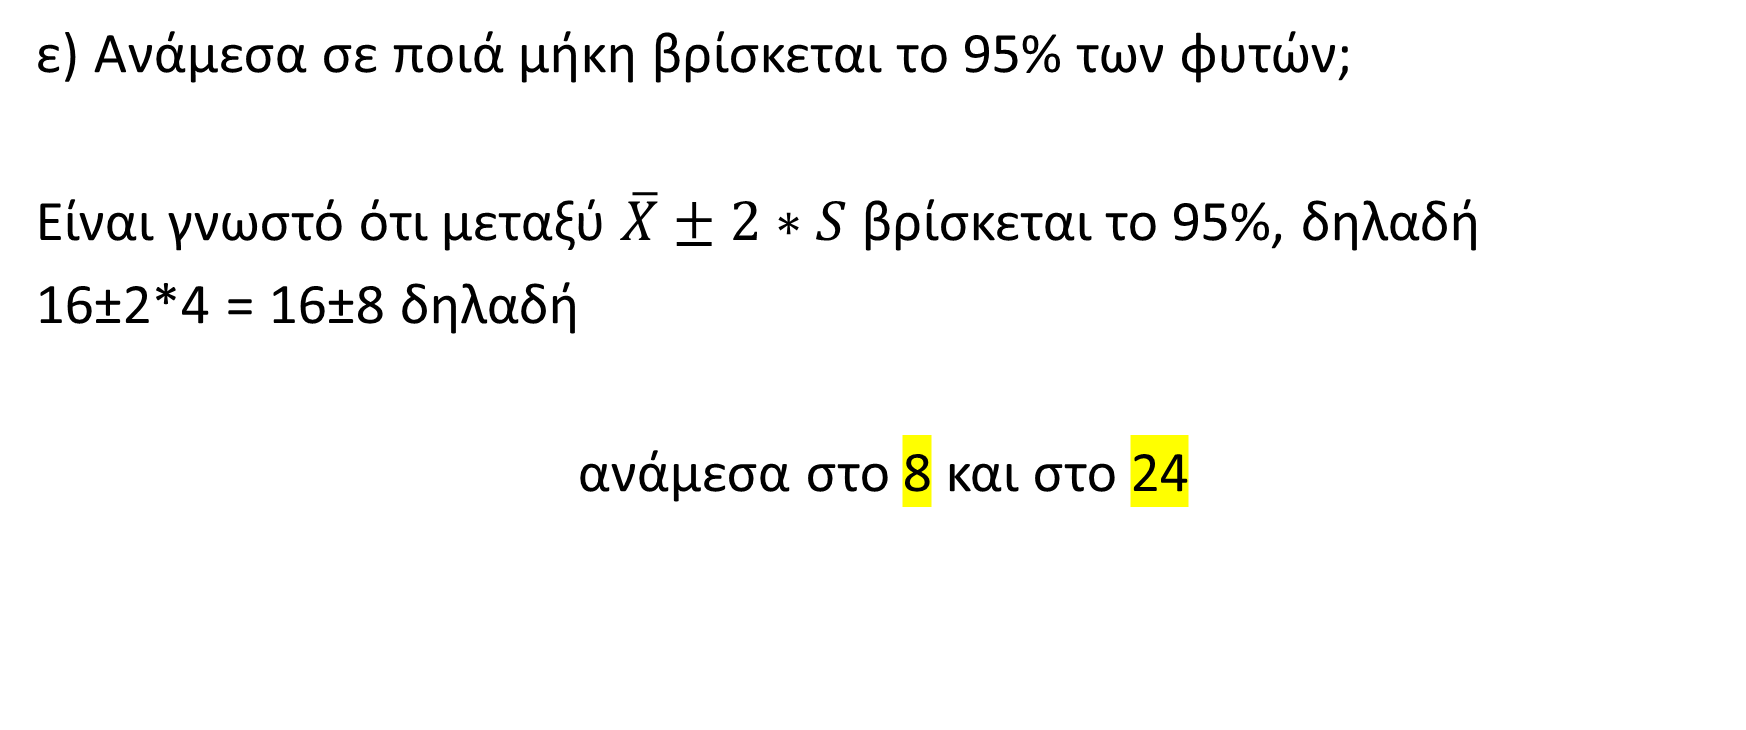 ε) Ανάμεσα σε ποιά μήκη βρίσκεται το 95% των φυτών;
Είναι γνωστό ότι μεταξύ X̄ ± 2 ∗ S βρίσκεται το 95%, δηλαδή
16±2*4 = 16±8 δηλαδή
ανάμεσα στο 8 και στο 24